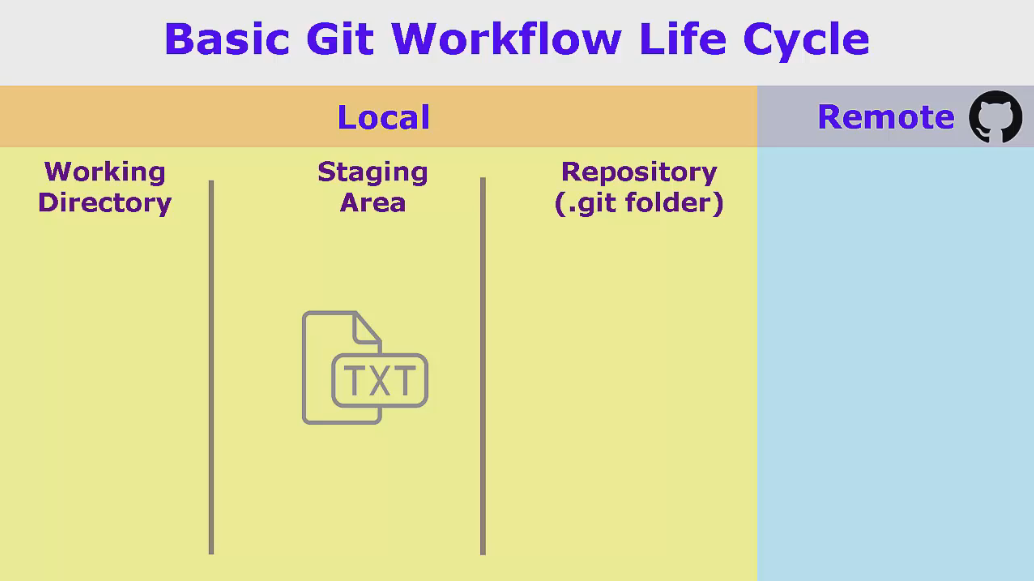 Basic Git Workflow Life Cycle
Local
Remote
Working
Directory
Staging
Area
Repository
(.git folder)
TXT